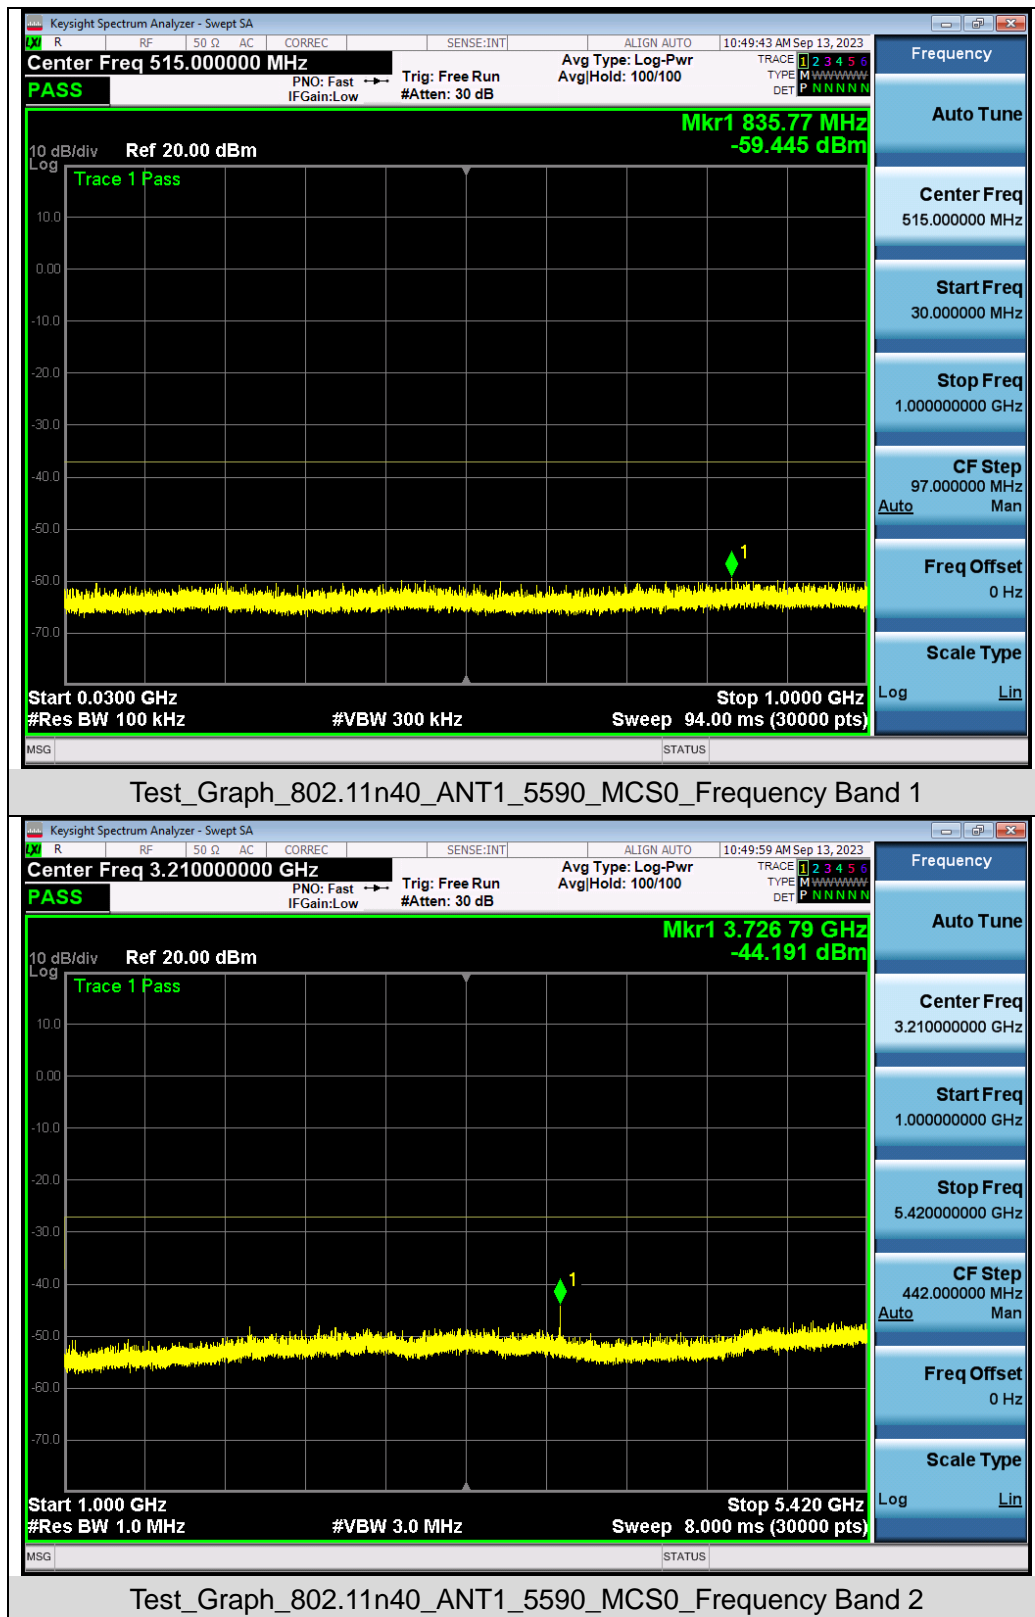 Keysight Spectrum Analyzer - Swept SA
LXI R RF 50 Ω AC CORREC SENSE:INT ALIGN AUTO 10:49:43 AM Sep 13, 2023
Center Freq 515.000000 MHz
PASS
PNO: Fast
IFGain:Low
Trig: Free Run
#Atten: 30 dB
Avg Type: Log-Pwr
Avg|Hold: 100/100
TRACE 1 2 3 4 5 6
TYPE M WWWWW
DET P N N N N N
Mkr1 835.77 MHz
-59.445 dBm
10 dB/div Ref 20.00 dBm
Log
Trace 1 Pass
10.0
0.00
-10.0
-20.0
-30.0
-40.0
-50.0
-60.0
-70.0
1
Start 0.0300 GHz Stop 1.0000 GHz
#Res BW 100 kHz #VBW 300 kHz Sweep 94.00 ms (30000 pts)
MSG STATUS
Frequency
Auto Tune
Center Freq
515.000000 MHz
Start Freq
30.000000 MHz
Stop Freq
1.000000000 GHz
CF Step
97.000000 MHz
Auto Man
Freq Offset
0 Hz
Scale Type
Log Lin
Test_Graph_802.11n40_ANT1_5590_MCS0_Frequency Band 1
Keysight Spectrum Analyzer - Swept SA
LXI R RF 50 Ω AC CORREC SENSE:INT ALIGN AUTO 10:49:59 AM Sep 13, 2023
Center Freq 3.210000000 GHz
PASS
PNO: Fast
IFGain:Low
Trig: Free Run
#Atten: 30 dB
Avg Type: Log-Pwr
Avg|Hold: 100/100
TRACE 1 2 3 4 5 6
TYPE M WWWWW
DET P N N N N N
Mkr1 3.726 79 GHz
-44.191 dBm
10 dB/div Ref 20.00 dBm
Log
Trace 1 Pass
10.0
0.00
-10.0
-20.0
-30.0
-40.0
-50.0
-60.0
-70.0
1
Start 1.000 GHz Stop 5.420 GHz
#Res BW 1.0 MHz #VBW 3.0 MHz Sweep 8.000 ms (30000 pts)
MSG STATUS
Frequency
Auto Tune
Center Freq
3.210000000 GHz
Start Freq
1.000000000 GHz
Stop Freq
5.420000000 GHz
CF Step
442.000000 MHz
Auto Man
Freq Offset
0 Hz
Scale Type
Log Lin
Test_Graph_802.11n40_ANT1_5590_MCS0_Frequency Band 2